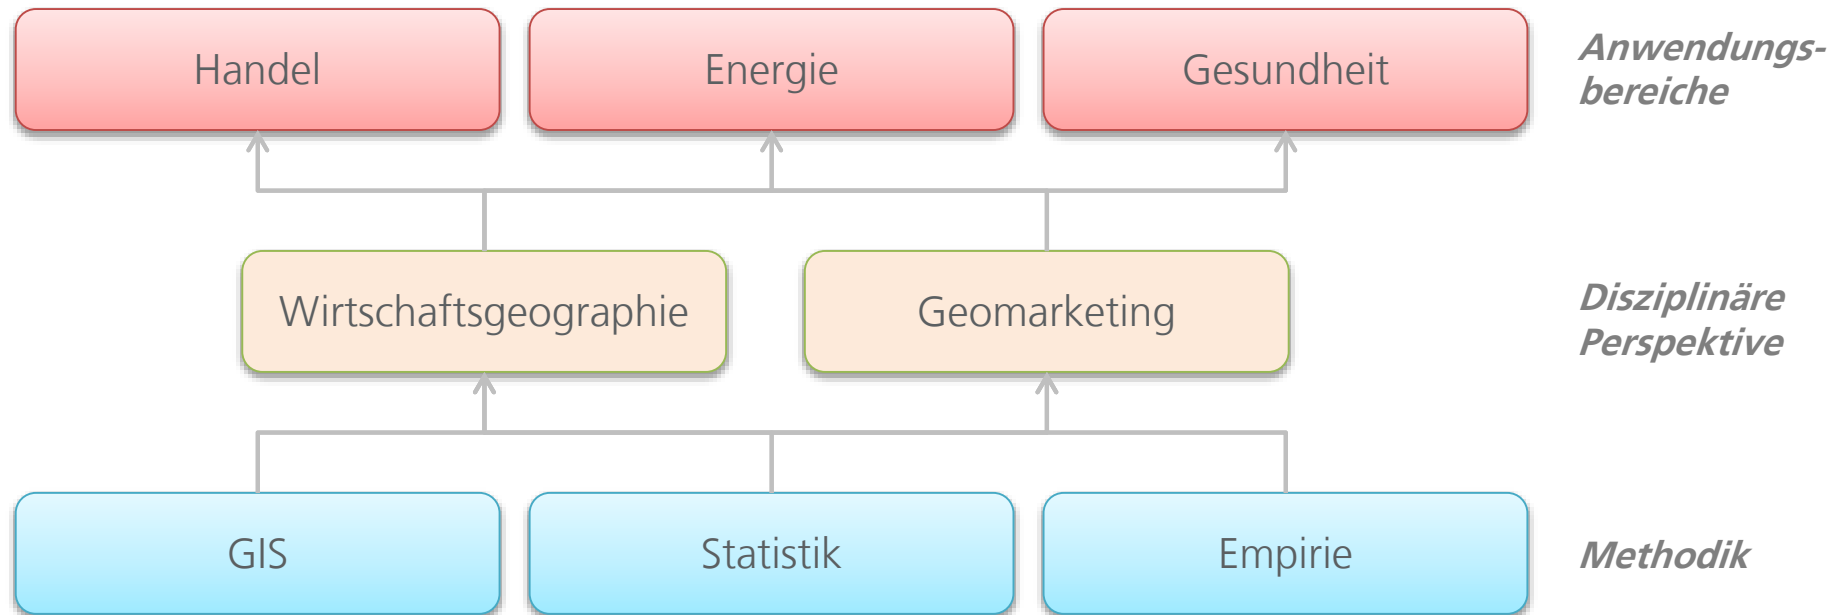 Handel
Energie
Gesundheit
Anwendungs-
bereiche
Wirtschaftsgeographie
Geomarketing
Disziplinäre
Perspektive
GIS
Statistik
Empirie
Methodik